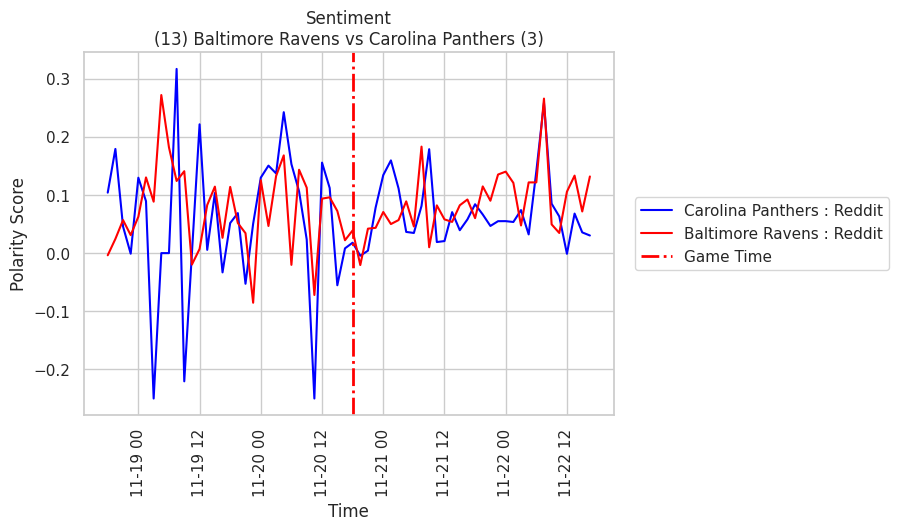 Sentiment
(13) Baltimore Ravens vs Carolina Panthers (3)
Polarity Score
0.3
0.2
0.1
0.0
−0.1
−0.2
11-19 00
11-19 12
11-20 00
11-20 12
11-21 00
11-21 12
11-22 00
11-22 12
Time
Carolina Panthers : Reddit
Baltimore Ravens : Reddit
Game Time